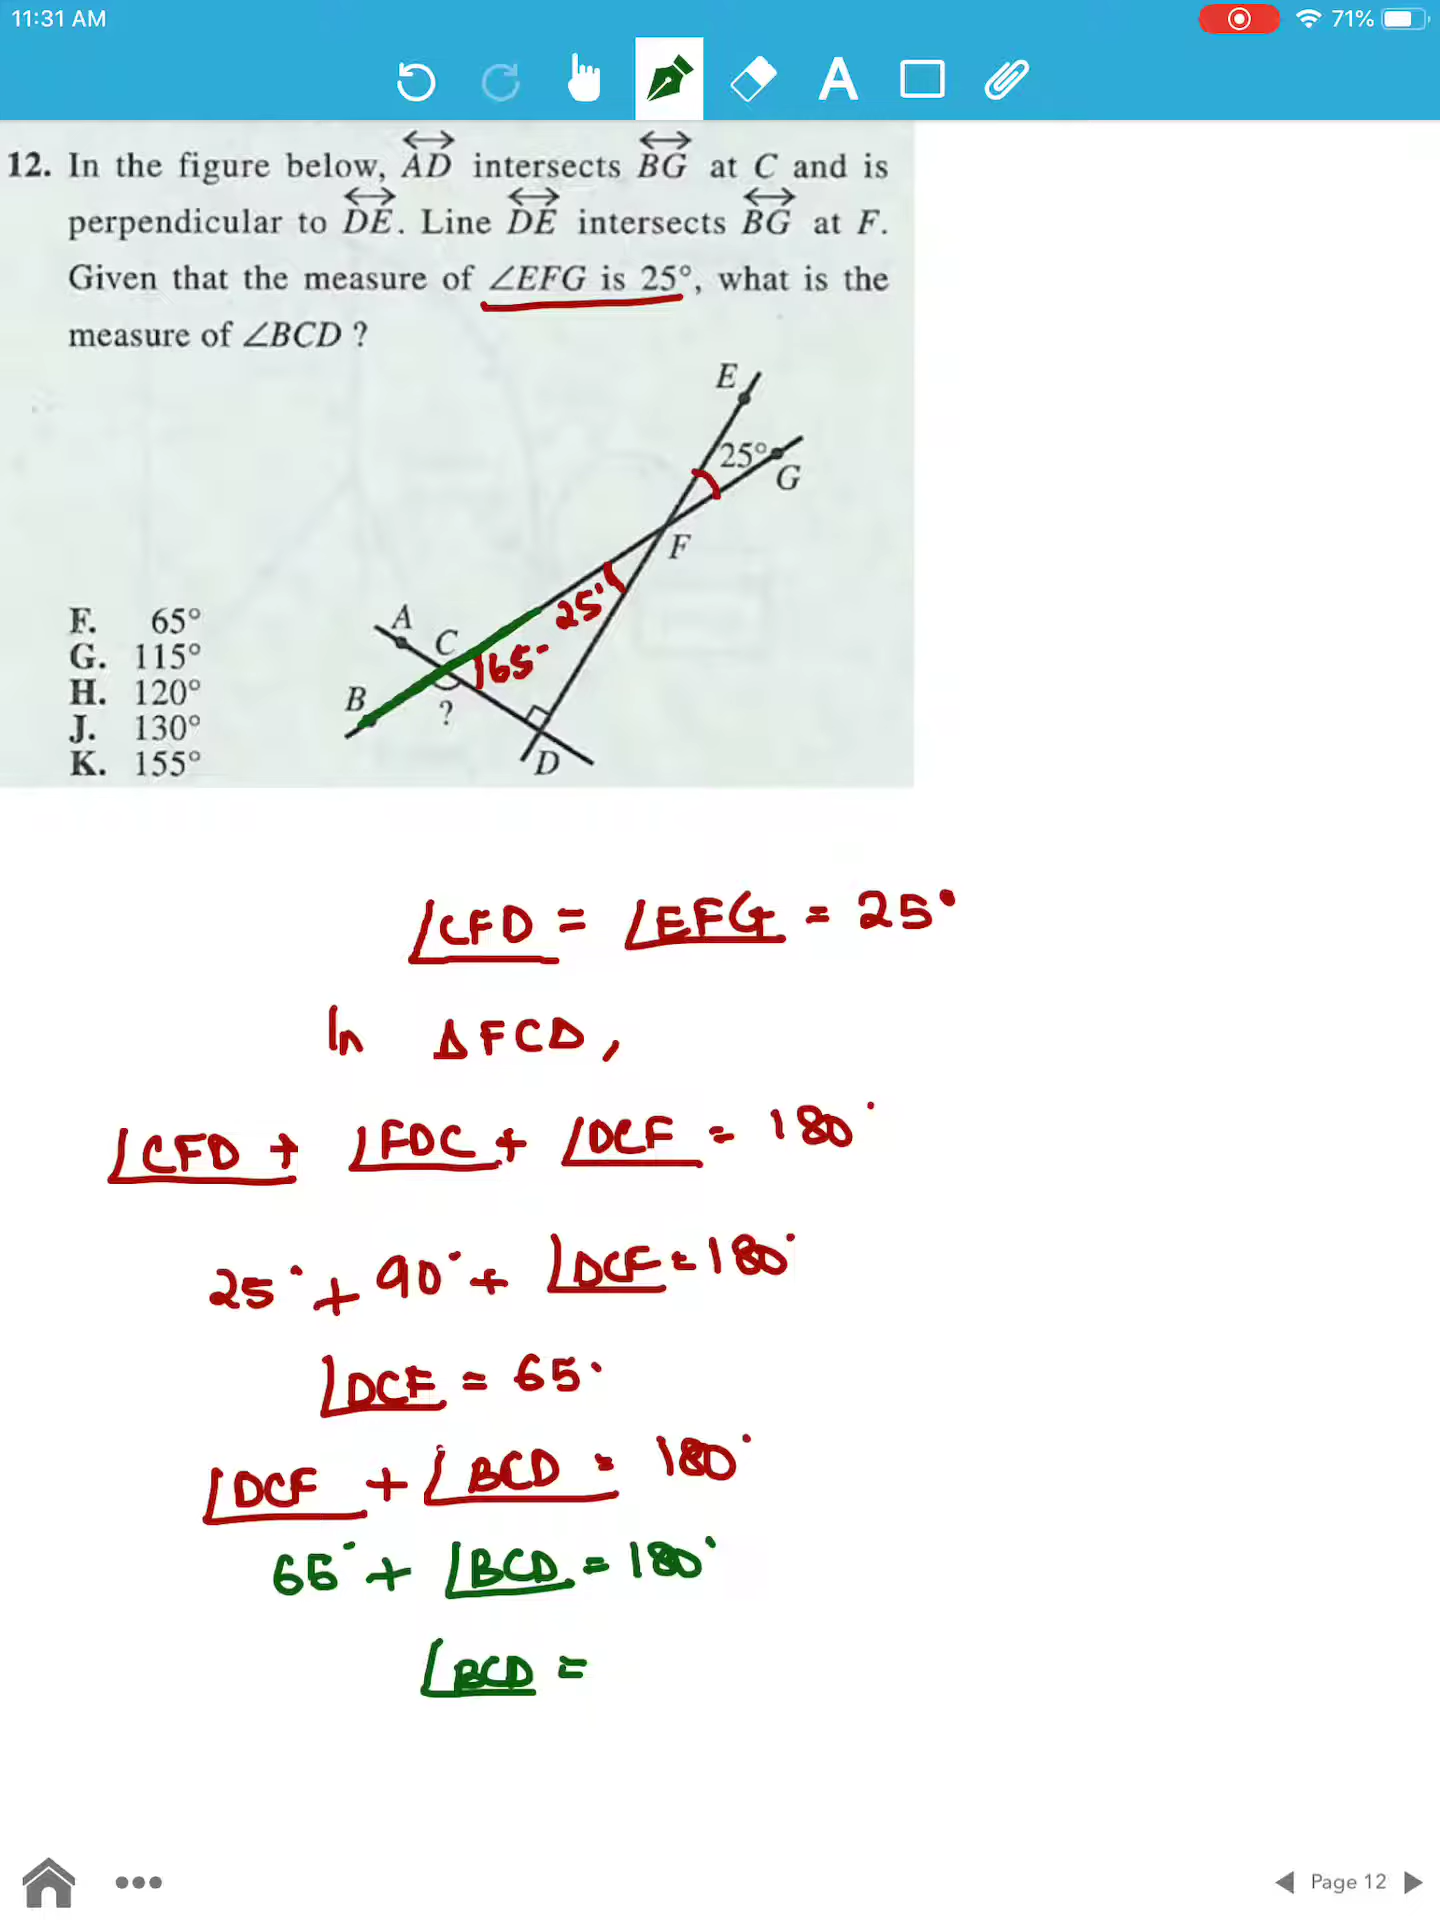 11:31 AM
71%
A
12. In the figure below, AD intersects BG at C and is
perpendicular to DE. Line DE intersects BG at F.
Given that the measure of ∠EFG is 25°, what is the
measure of ∠BCD ?
E
25°
G
F
25°
A
C
65°
B
?
D
F. 65°
G. 115°
H. 120°
J. 130°
K. 155°
∠CFD = ∠EFG = 25°
In ΔFCD,
∠CFD + ∠FDC + ∠DCF = 180°
25° + 90° + ∠DCF = 180°
∠DCF = 65°
∠DCF + ∠BCD = 180°
65° + ∠BCD = 180°
∠BCD =
Page 12